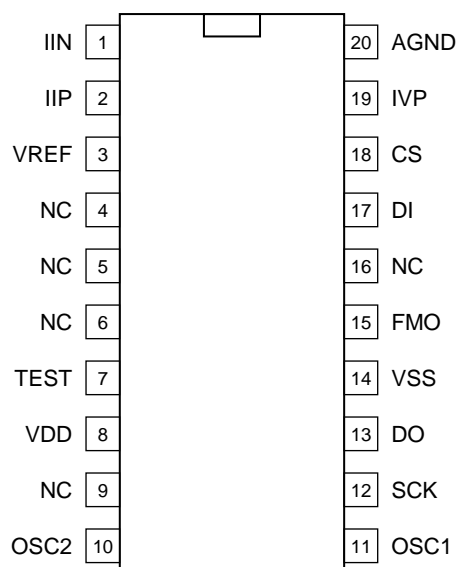 IIN 1 20 AGND
IIP 2 19 IVP
VREF 3 18 CS
NC 4 17 DI
NC 5 16 NC
NC 6 15 FMO
TEST 7 14 VSS
VDD 8 13 DO
NC 9 12 SCK
OSC2 10 11 OSC1